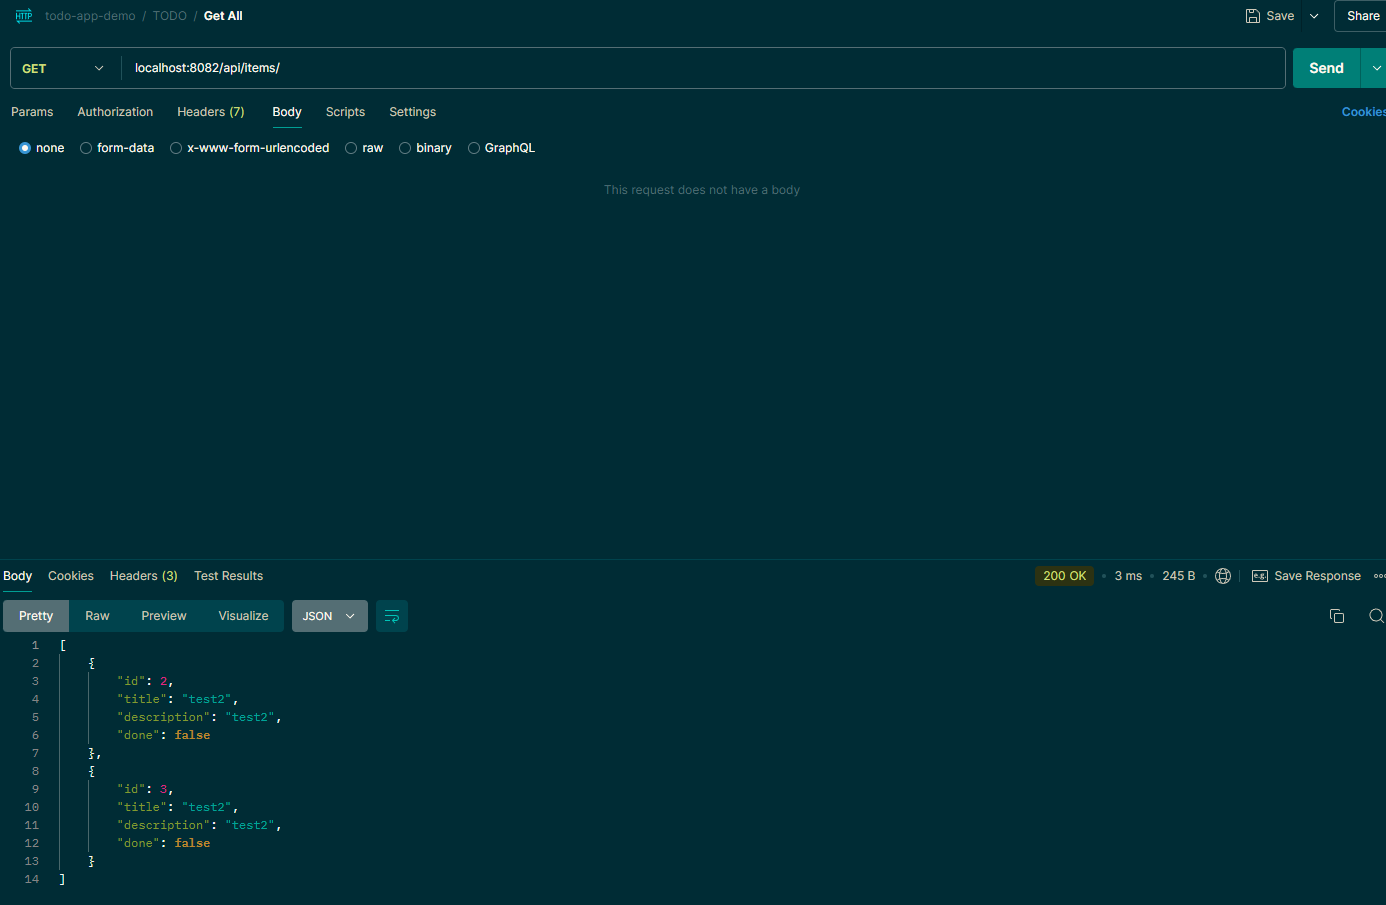 HTTP todo-app-demo / TODO / Get All Save Share
GET localhost:8082/api/items/ Send
Params Authorization Headers (7) Body Scripts Settings Cookies
none form-data x-www-form-urlencoded raw binary GraphQL
This request does not have a body
Body Cookies Headers (3) Test Results 200 OK • 3 ms • 245 B • e.g. Save Response
Pretty Raw Preview Visualize JSON
1 [
2 {
3 "id": 2,
4 "title": "test2",
5 "description": "test2",
6 "done": false
7 },
8 {
9 "id": 3,
10 "title": "test2",
11 "description": "test2",
12 "done": false
13 }
14 ]